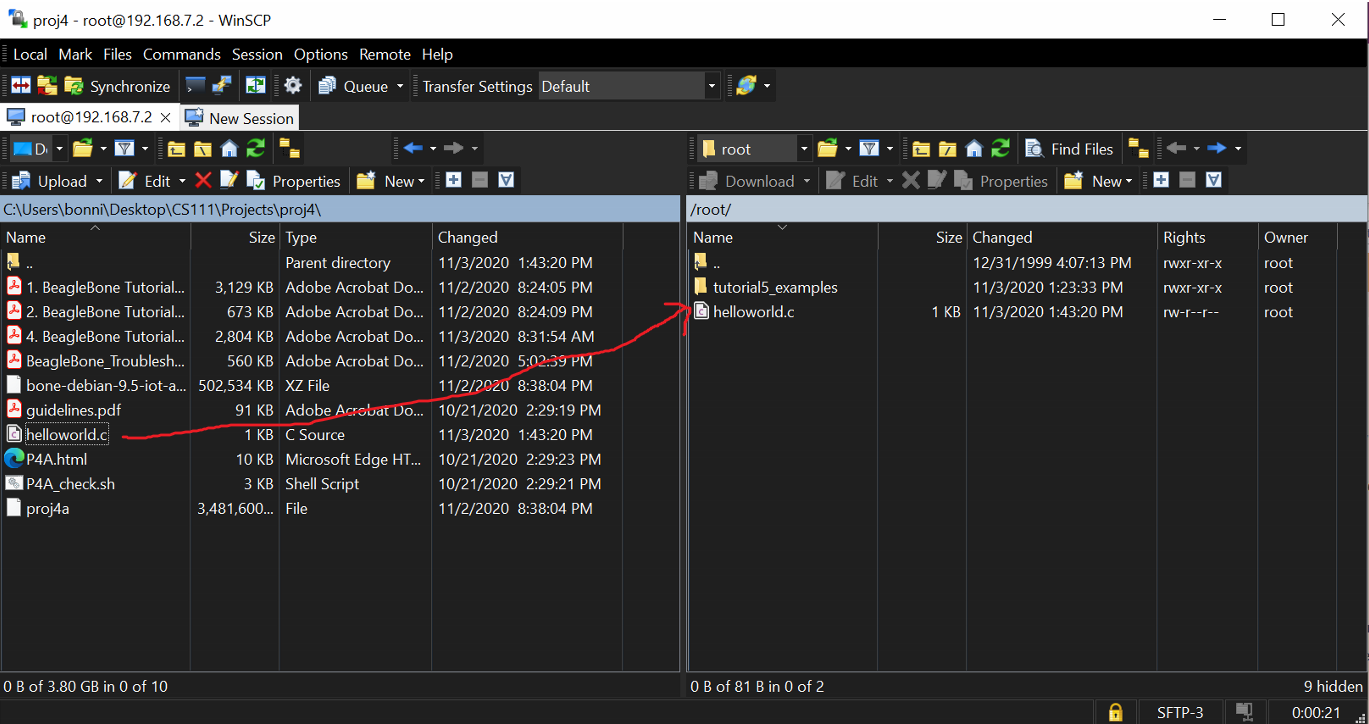 proj4 - root@192.168.7.2 - WinSCP
Local Mark Files Commands Session Options Remote Help
Synchronize Queue Transfer Settings Default
root@192.168.7.2 New Session
D root Find Files
Upload Edit Properties New Download Edit Properties New
C:\Users\bonni\Desktop\CS111\Projects\proj4\ /root/
Name Size Type Changed Name Size Changed Rights Owner
.. Parent directory 11/3/2020 1:43:20 PM .. 12/31/1999 4:07:13 PM rwxr-xr-x root
1. BeagleBone Tutorial... 3,129 KB Adobe Acrobat Do... 11/2/2020 8:24:05 PM tutorial5_examples 11/3/2020 1:23:33 PM rwxr-xr-x root
2. BeagleBone Tutorial... 673 KB Adobe Acrobat Do... 11/2/2020 8:24:09 PM helloworld.c 1 KB 11/3/2020 1:43:20 PM rw-r--r-- root
4. BeagleBone Tutorial... 2,804 KB Adobe Acrobat Do... 11/3/2020 8:31:54 AM
BeagleBone_Troublesh... 560 KB Adobe Acrobat Do... 11/2/2020 5:02:39 PM
bone-debian-9.5-iot-a... 502,534 KB XZ File 11/2/2020 8:38:04 PM
guidelines.pdf 91 KB Adobe Acrobat Do... 10/21/2020 2:29:19 PM
helloworld.c 1 KB C Source 11/3/2020 1:43:20 PM
P4A.html 10 KB Microsoft Edge HT... 10/21/2020 2:29:23 PM
P4A_check.sh 3 KB Shell Script 10/21/2020 2:29:21 PM
proj4a 3,481,600... File 11/2/2020 8:38:04 PM
0 B of 3.80 GB in 0 of 10 0 B of 81 B in 0 of 2 9 hidden
SFTP-3 0:00:21